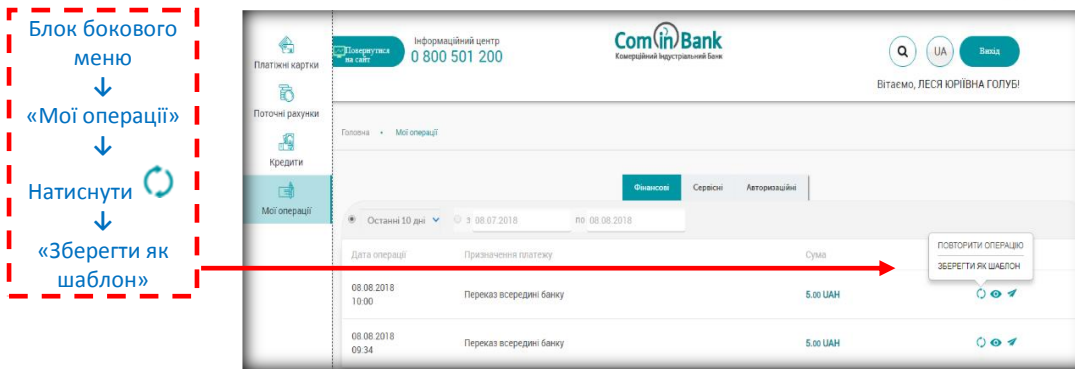 Блок бокового
меню
↓
«Мої операції»
↓
Натиснути
↓
«Зберегти як
шаблон»
Платіжні картки
Поточні рахунки
Кредити
Мої операції
Повернутися
на сайт
Інформаційний центр
0 800 501 200
Com in Bank
Комерційний Індустріальний Банк
UA
Вихід
Вітаємо, ЛЕСЯ ЮРІЇВНА ГОЛУБ!
Головна • Мої операції
Фінансові Сервісні Авторизаційні
Останні 10 дні з 08.07.2018 по 08.08.2018
Дата операції Призначення платежу Сума
ПОВТОРИТИ ОПЕРАЦІЮ
ЗБЕРЕГТИ ЯК ШАБЛОН
08.08.2018
10:00
Переказ всередині банку 5.00 UAH
08.08.2018
09:34
Переказ всередині банку 5.00 UAH